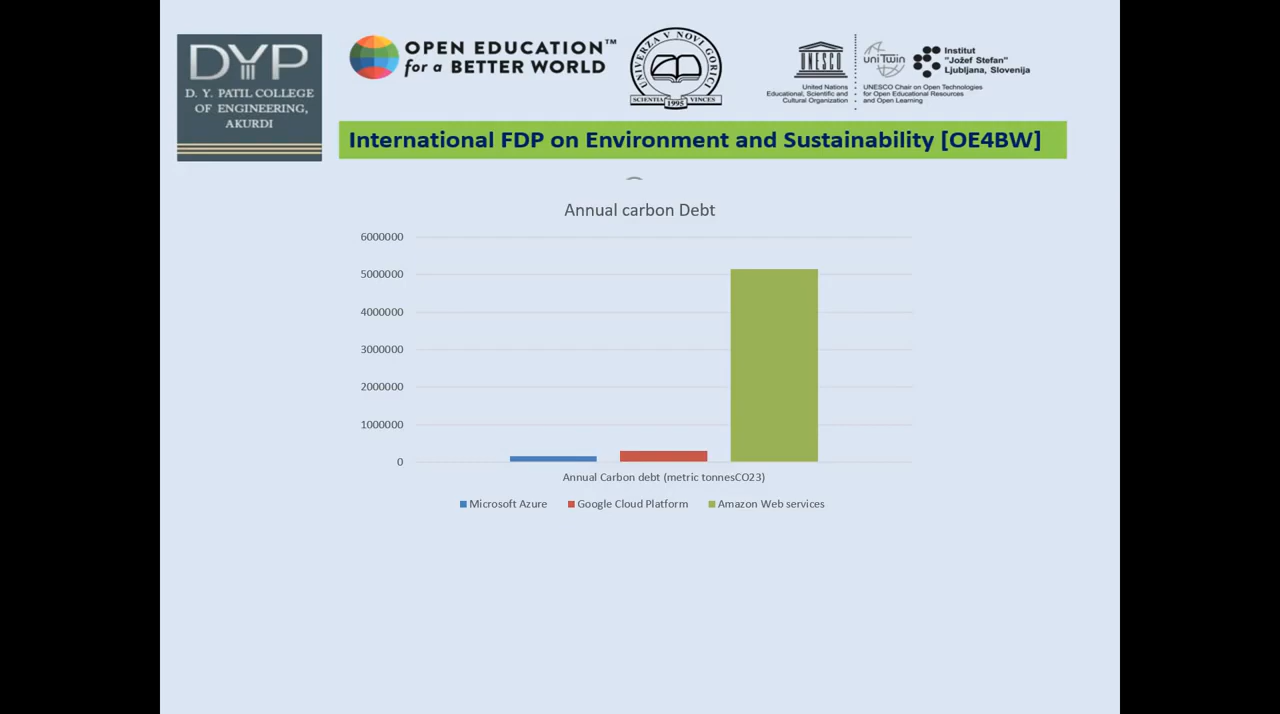 DYP
D. Y. PATIL COLLEGE
OF ENGINEERING,
AKURDI
OPEN EDUCATION™
for a BETTER WORLD
UNIVERZA V NOVI GORICI
SCIENTIA VINCES
1995
UNESCO
United Nations
Educational, Scientific and
Cultural Organization
uniTwin
Institut
"Jožef Stefan"
Ljubljana, Slovenija
UNESCO Chair on Open Technologies
for Open Educational Resources
and Open Learning
International FDP on Environment and Sustainability [OE4BW]
Annual carbon Debt
6000000
5000000
4000000
3000000
2000000
1000000
0
Annual Carbon debt (metric tonnesCO23)
Microsoft Azure Google Cloud Platform Amazon Web services